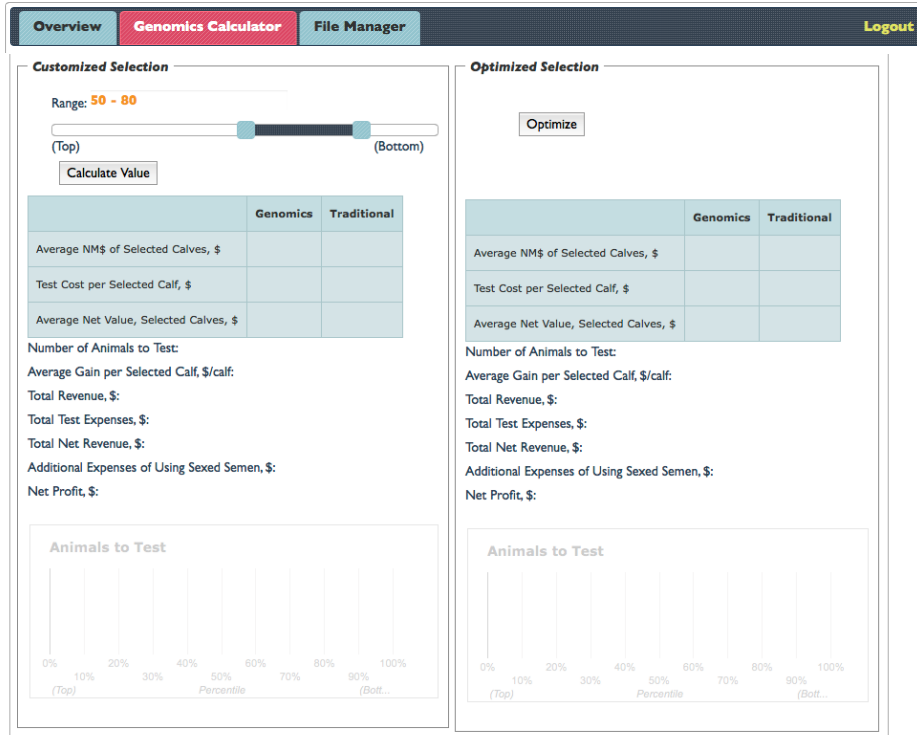 Overview Genomics Calculator File Manager Logout
Customized Selection
Range: 50 - 80
(Top) (Bottom)
Calculate Value
Genomics Traditional
Average NM$ of Selected Calves, $
Test Cost per Selected Calf, $
Average Net Value, Selected Calves, $
Number of Animals to Test:
Average Gain per Selected Calf, $/calf:
Total Revenue, $:
Total Test Expenses, $:
Total Net Revenue, $:
Additional Expenses of Using Sexed Semen, $:
Net Profit, $:
Animals to Test
0% 20% 40% 60% 80% 100%
10% 30% 50% 70% 90%
(Top) Percentile (Bott...
Optimized Selection
Optimize
Genomics Traditional
Average NM$ of Selected Calves, $
Test Cost per Selected Calf, $
Average Net Value, Selected Calves, $
Number of Animals to Test:
Average Gain per Selected Calf, $/calf:
Total Revenue, $:
Total Test Expenses, $:
Total Net Revenue, $:
Additional Expenses of Using Sexed Semen, $:
Net Profit, $:
Animals to Test
0% 20% 40% 60% 80% 100%
10% 30% 50% 70% 90%
(Top) Percentile (Bott...